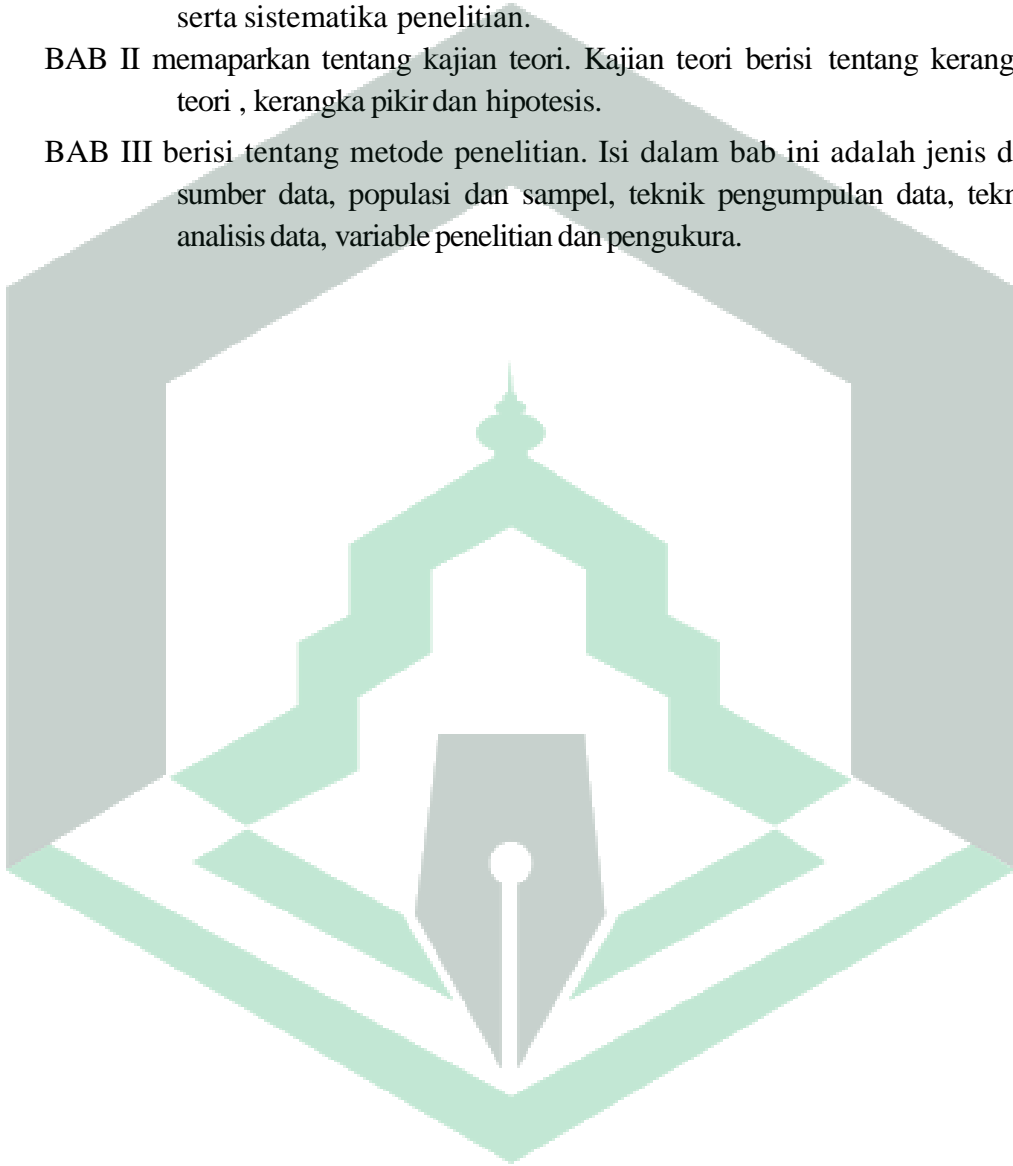 serta sistematika penelitian.
BAB II memaparkan tentang kajian teori. Kajian teori berisi tentang kerang
teori , kerangka pikir dan hipotesis.
BAB III berisi tentang metode penelitian. Isi dalam bab ini adalah jenis d
sumber data, populasi dan sampel, teknik pengumpulan data, tekn
analisis data, variable penelitian dan pengukura.